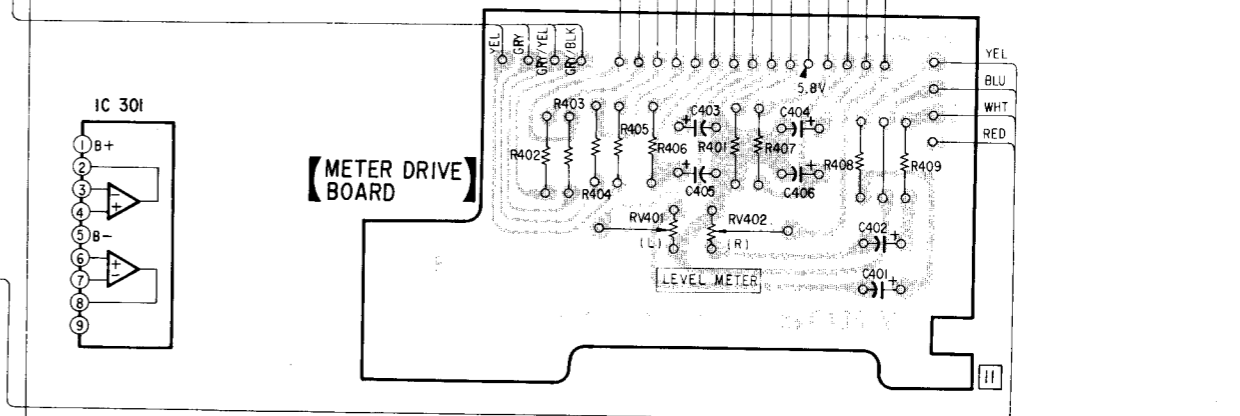 YEL
GRY
GRY/YEL
GRY/BLK
5.8V
YEL
BLU
WHT
RED
IC 301
1 B+
2
3
4
5 B-
6
7
8
9
- +
+ -
【METER DRIVE BOARD】
R403
R402
R404
R405
R406
C403
R401
C405
R407
C404
C406
R408
R409
RV401
(L)
RV402
(R)
LEVEL METER
C402
C401
11